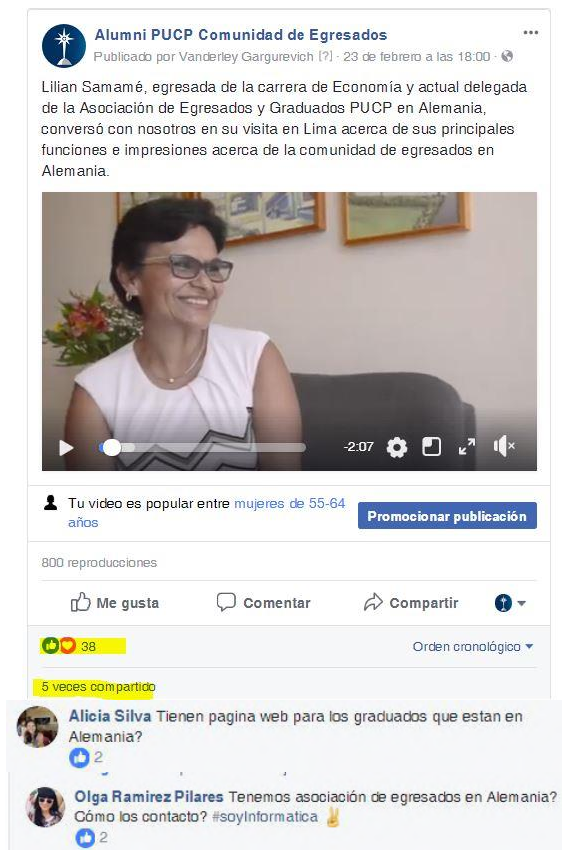 Alumni PUCP Comunidad de Egresados
Publicado por Vanderley Gargurevich [?] · 23 de febrero a las 18:00 ·
Lilian Samamé, egresada de la carrera de Economía y actual delegada
de la Asociación de Egresados y Graduados PUCP en Alemania,
conversó con nosotros en su visita en Lima acerca de sus principales
funciones e impresiones acerca de la comunidad de egresados en
Alemania.
-2:07
Tu video es popular entre mujeres de 55-64
años
Promocionar publicación
800 reproducciones
Me gusta
Comentar
Compartir
38
Orden cronológico
5 veces compartido
Alicia Silva Tienen pagina web para los graduados que estan en
Alemania?
2
Olga Ramirez Pilares Tenemos asociación de egresados en Alemania?
Cómo los contacto? #soyInformatica ✌
2